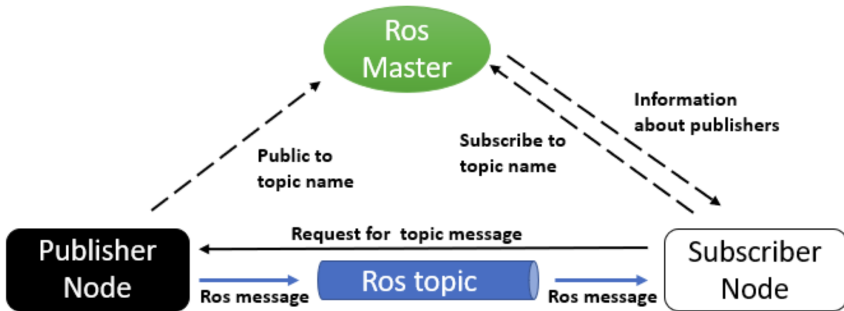 Ros
Master
Information
about publishers
Subscribe to
topic name
Public to
topic name
Request for topic message
Publisher
Node
Ros message
Ros topic
Ros message
Subscriber
Node